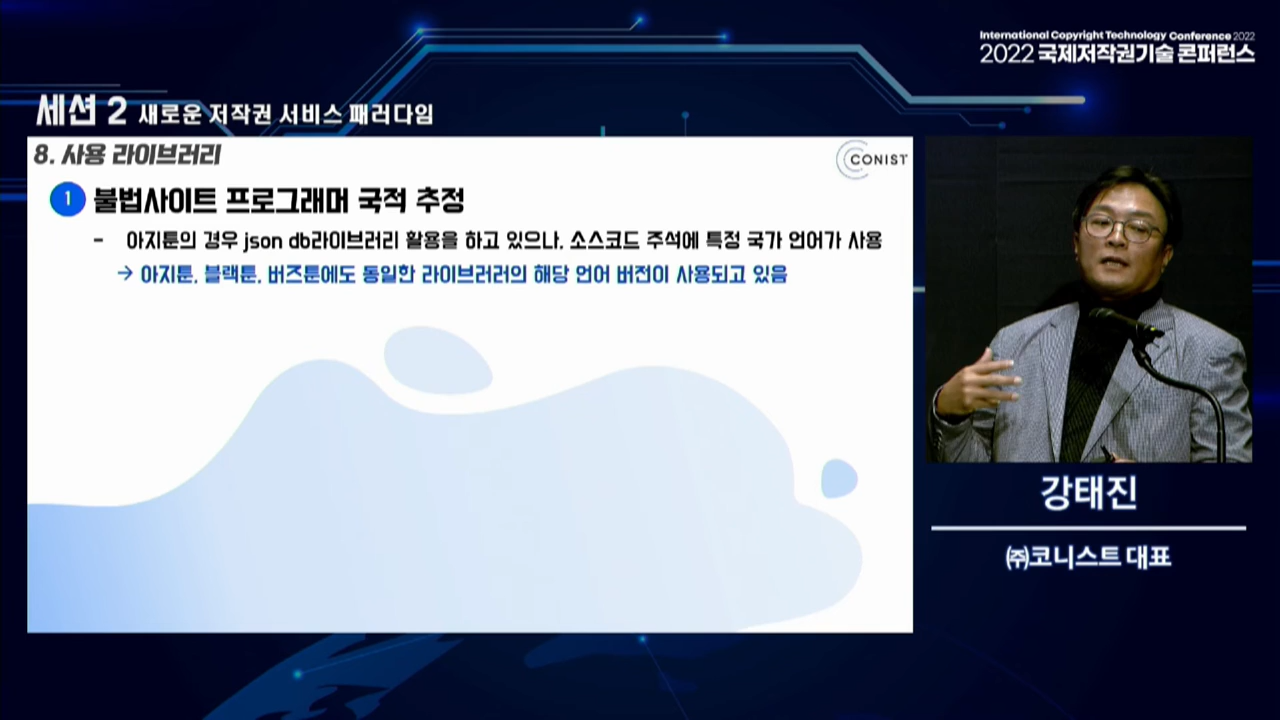 International Copyright Technology Conference 2022
2022 국제저작권기술 콘퍼런스
세션 2 새로운 저작권 서비스 패러다임
8. 사용 라이브러리
CONIST
1 불법사이트 프로그래머 국적 추정
- 아지툰의 경우 json db라이브러리 활용을 하고 있으나, 소스코드 주석에 특정 국가 언어가 사용
→ 아지툰, 블랙툰, 버즈툰에도 동일한 라이브러러의 해당 언어 버전이 사용되고 있음
강태진
㈜코니스트 대표